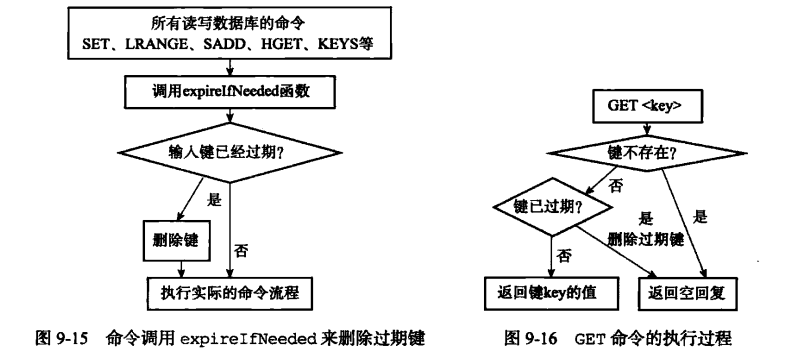 所有读写数据库的命令
SET、LRANGE、SADD、HGET、KEYS等
调用expireIfNeeded函数
输入键已经过期?
是
删除键
否
执行实际的命令流程
图 9-15 命令调用 expireIfNeeded 来删除过期键
GET <key>
键不存在?
否
键已过期?
是
删除过期键
是
否
返回键key的值
返回空回复
图 9-16 GET 命令的执行过程